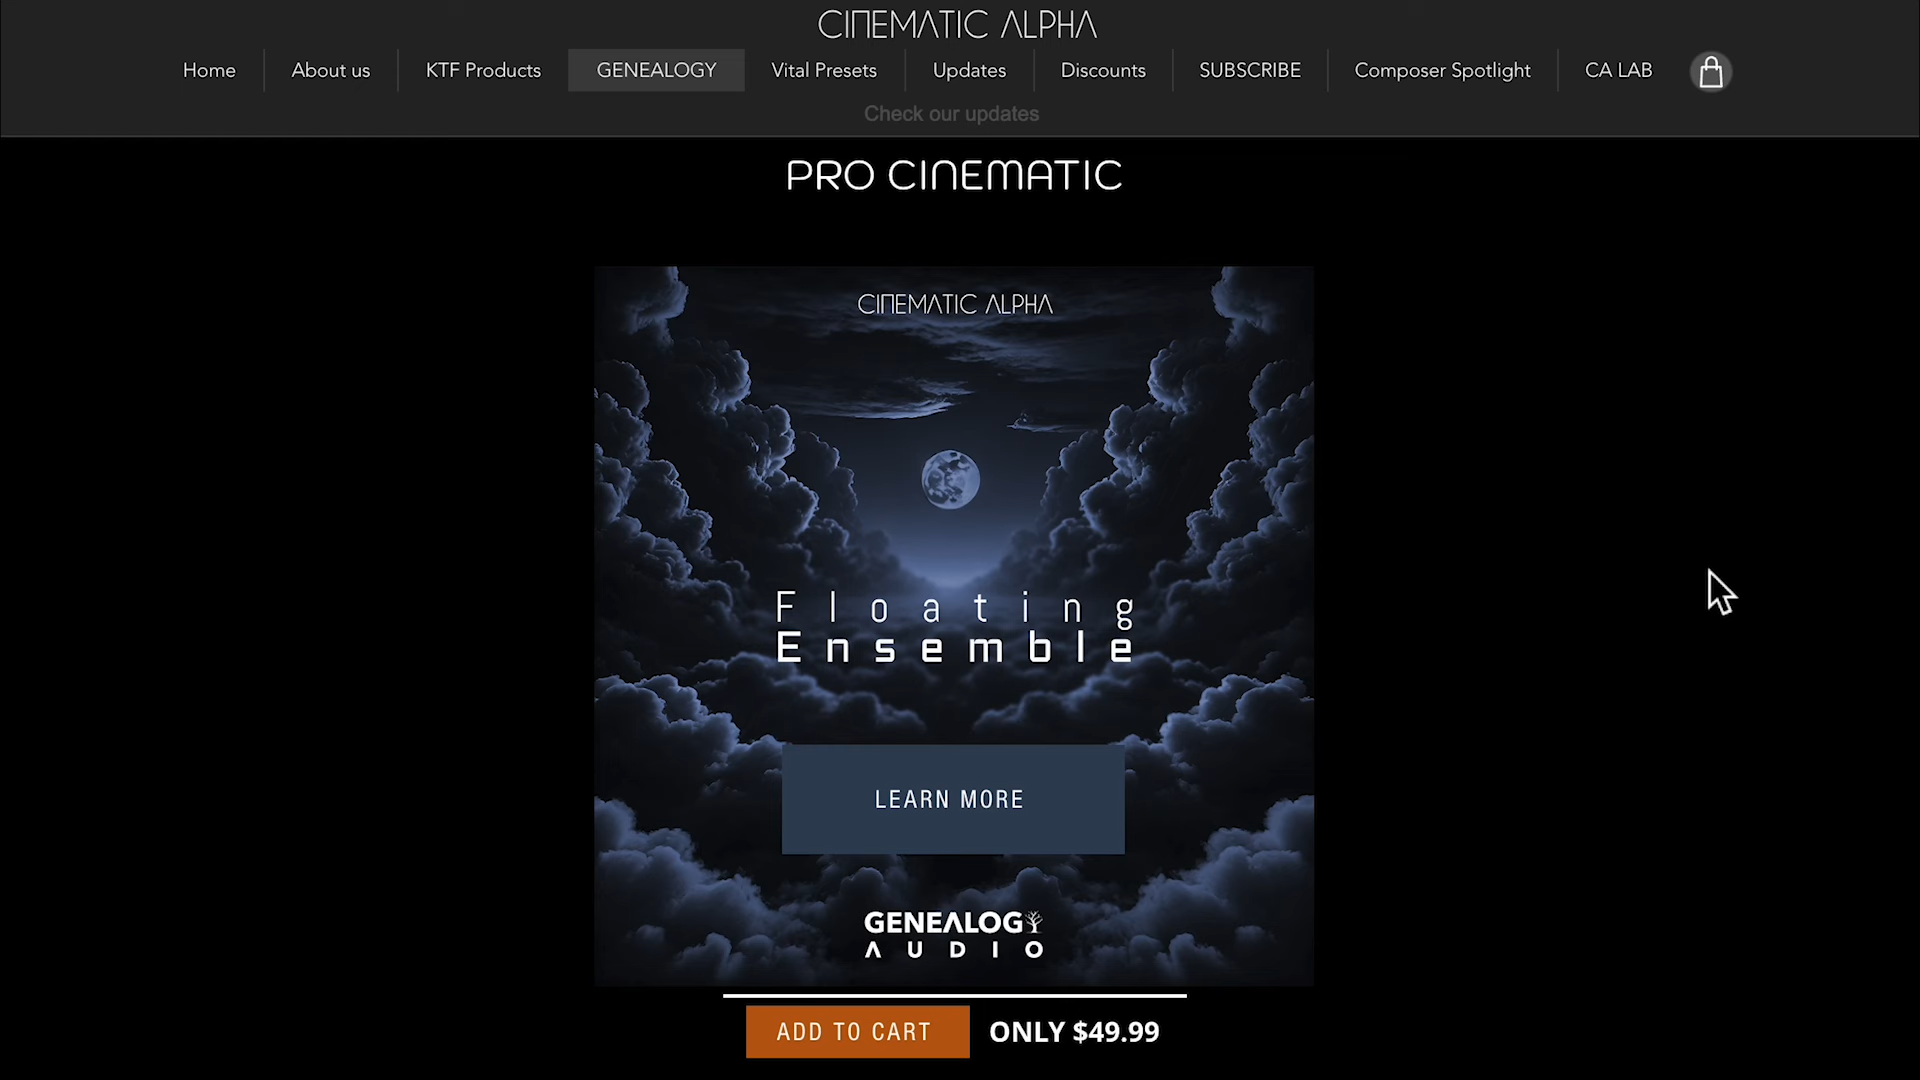 CINEMATIC ALPHA
Home About us KTF Products GENEALOGY Vital Presets Updates Discounts SUBSCRIBE Composer Spotlight CA LAB
Check our updates
PRO CINEMATIC
CINEMATIC ALPHA
Floating
Ensemble
LEARN MORE
GENEALOGY
AUDIO
ADD TO CART ONLY $49.99